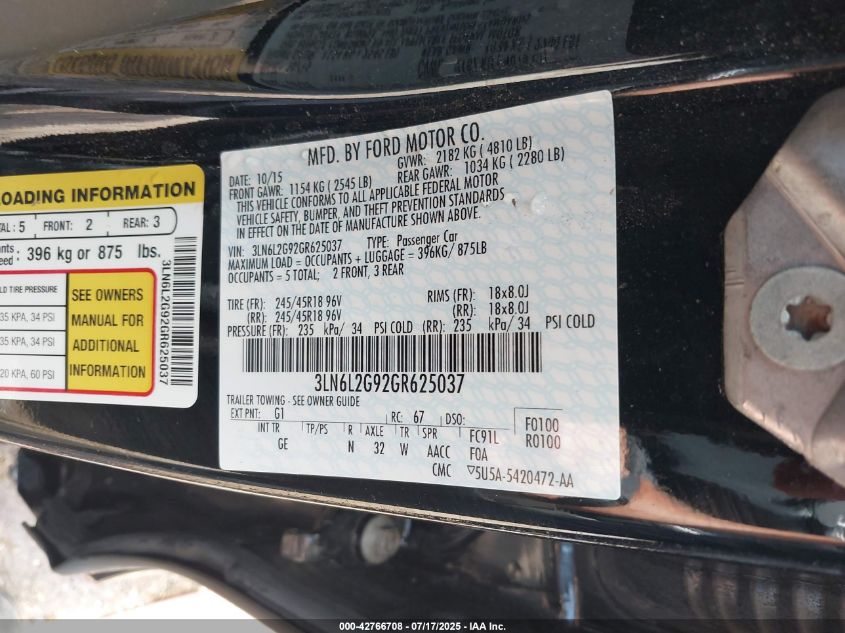 MFD. BY FORD MOTOR CO.
DATE: 10/15 GVWR: 2182 KG ( 4810 LB)
FRONT GAWR: 1154 KG ( 2545 LB) REAR GAWR: 1034 KG ( 2280 LB)
THIS VEHICLE CONFORMS TO ALL APPLICABLE FEDERAL MOTOR
VEHICLE SAFETY, BUMPER, AND THEFT PREVENTION STANDARDS
IN EFFECT ON THE DATE OF MANUFACTURE SHOWN ABOVE.
VIN: 3LN6L2G92GR625037 TYPE: Passenger Car
MAXIMUM LOAD = OCCUPANTS + LUGGAGE = 396KG/ 875LB
OCCUPANTS = 5 TOTAL; 2 FRONT, 3 REAR
TIRE (FR): 245/45R18 96V RIMS (FR): 18x8.0J
(RR): 245/45R18 96V (RR): 18x8.0J
PRESSURE (FR): 235 kPa/ 34 PSI COLD (RR): 235 kPa/ 34 PSI COLD
3LN6L2G92GR625037
TRAILER TOWING - SEE OWNER GUIDE
EXT PNT: G1 RC: 67 DSO: F0100
INT TR TP/PS R AXLE TR SPR FC91L R0100
GE N 32 W AACC F0A
CMC ▽5U5A-5420472-AA
LOADING INFORMATION
TAL : 5 FRONT: 2 REAR: 3
nts
eed : 396 kg or 875 lbs.
LD TIRE PRESSURE
35 KPA, 34 PSI
35 KPA, 34 PSI
20 KPA, 60 PSI
SEE OWNERS
MANUAL FOR
ADDITIONAL
INFORMATION
3LN6L2G92GR625037
000-42766708 - 07/17/2025 - IAA Inc.